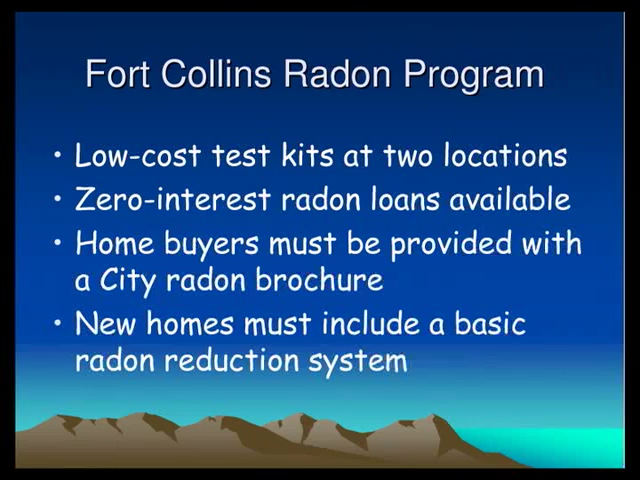 Fort Collins Radon Program
• Low-cost test kits at two locations
• Zero-interest radon loans available
• Home buyers must be provided with
a City radon brochure
• New homes must include a basic
radon reduction system